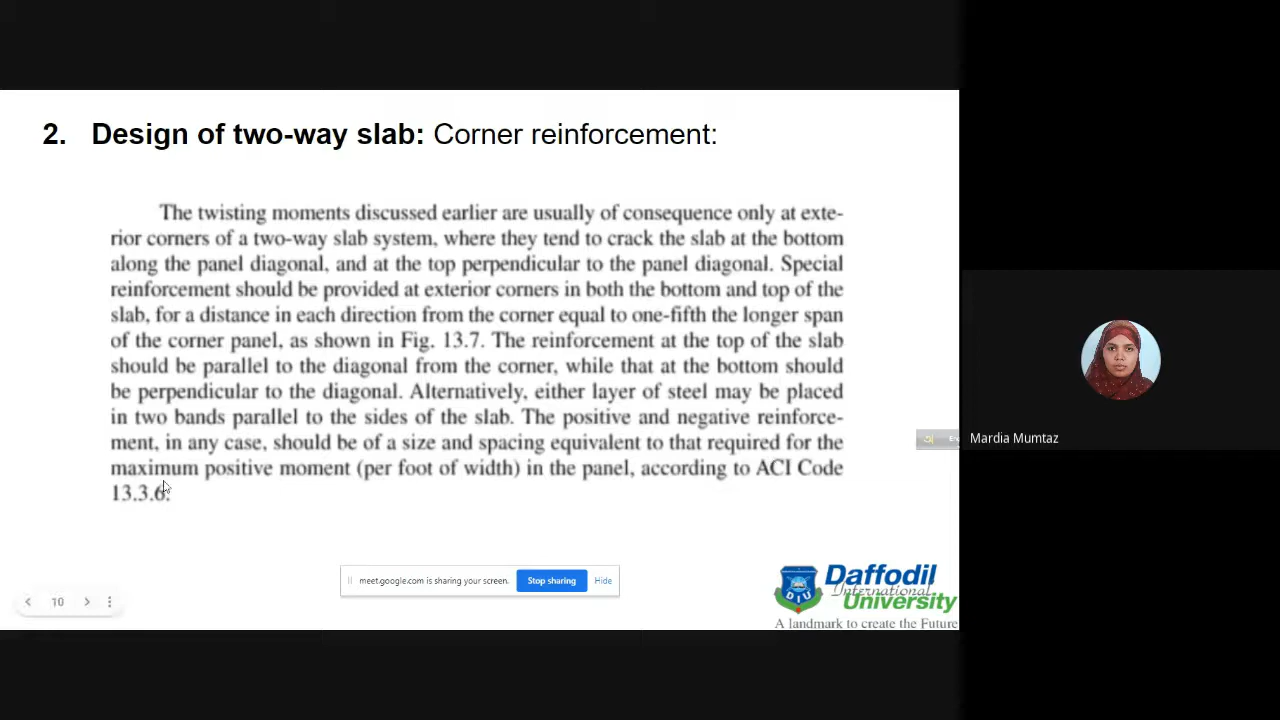 2. Design of two-way slab: Corner reinforcement:
The twisting moments discussed earlier are usually of consequence only at exte-
rior corners of a two-way slab system, where they tend to crack the slab at the bottom
along the panel diagonal, and at the top perpendicular to the panel diagonal. Special
reinforcement should be provided at exterior corners in both the bottom and top of the
slab, for a distance in each direction from the corner equal to one-fifth the longer span
of the corner panel, as shown in Fig. 13.7. The reinforcement at the top of the slab
should be parallel to the diagonal from the corner, while that at the bottom should
be perpendicular to the diagonal. Alternatively, either layer of steel may be placed
in two bands parallel to the sides of the slab. The positive and negative reinforce-
ment, in any case, should be of a size and spacing equivalent to that required for the
maximum positive moment (per foot of width) in the panel, according to ACI Code
13.3.6.
Mardia Mumtaz
meet.google.com is sharing your screen.
Stop sharing
Hide
10
DIU
Daffodil
International
University
A landmark to create the Future